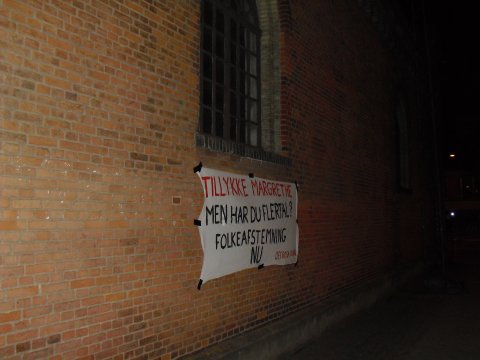 TILLYKKE MARGRETHE
MEN HAR DU FLERTAL?
FOLKEAFSTEMNING
NU